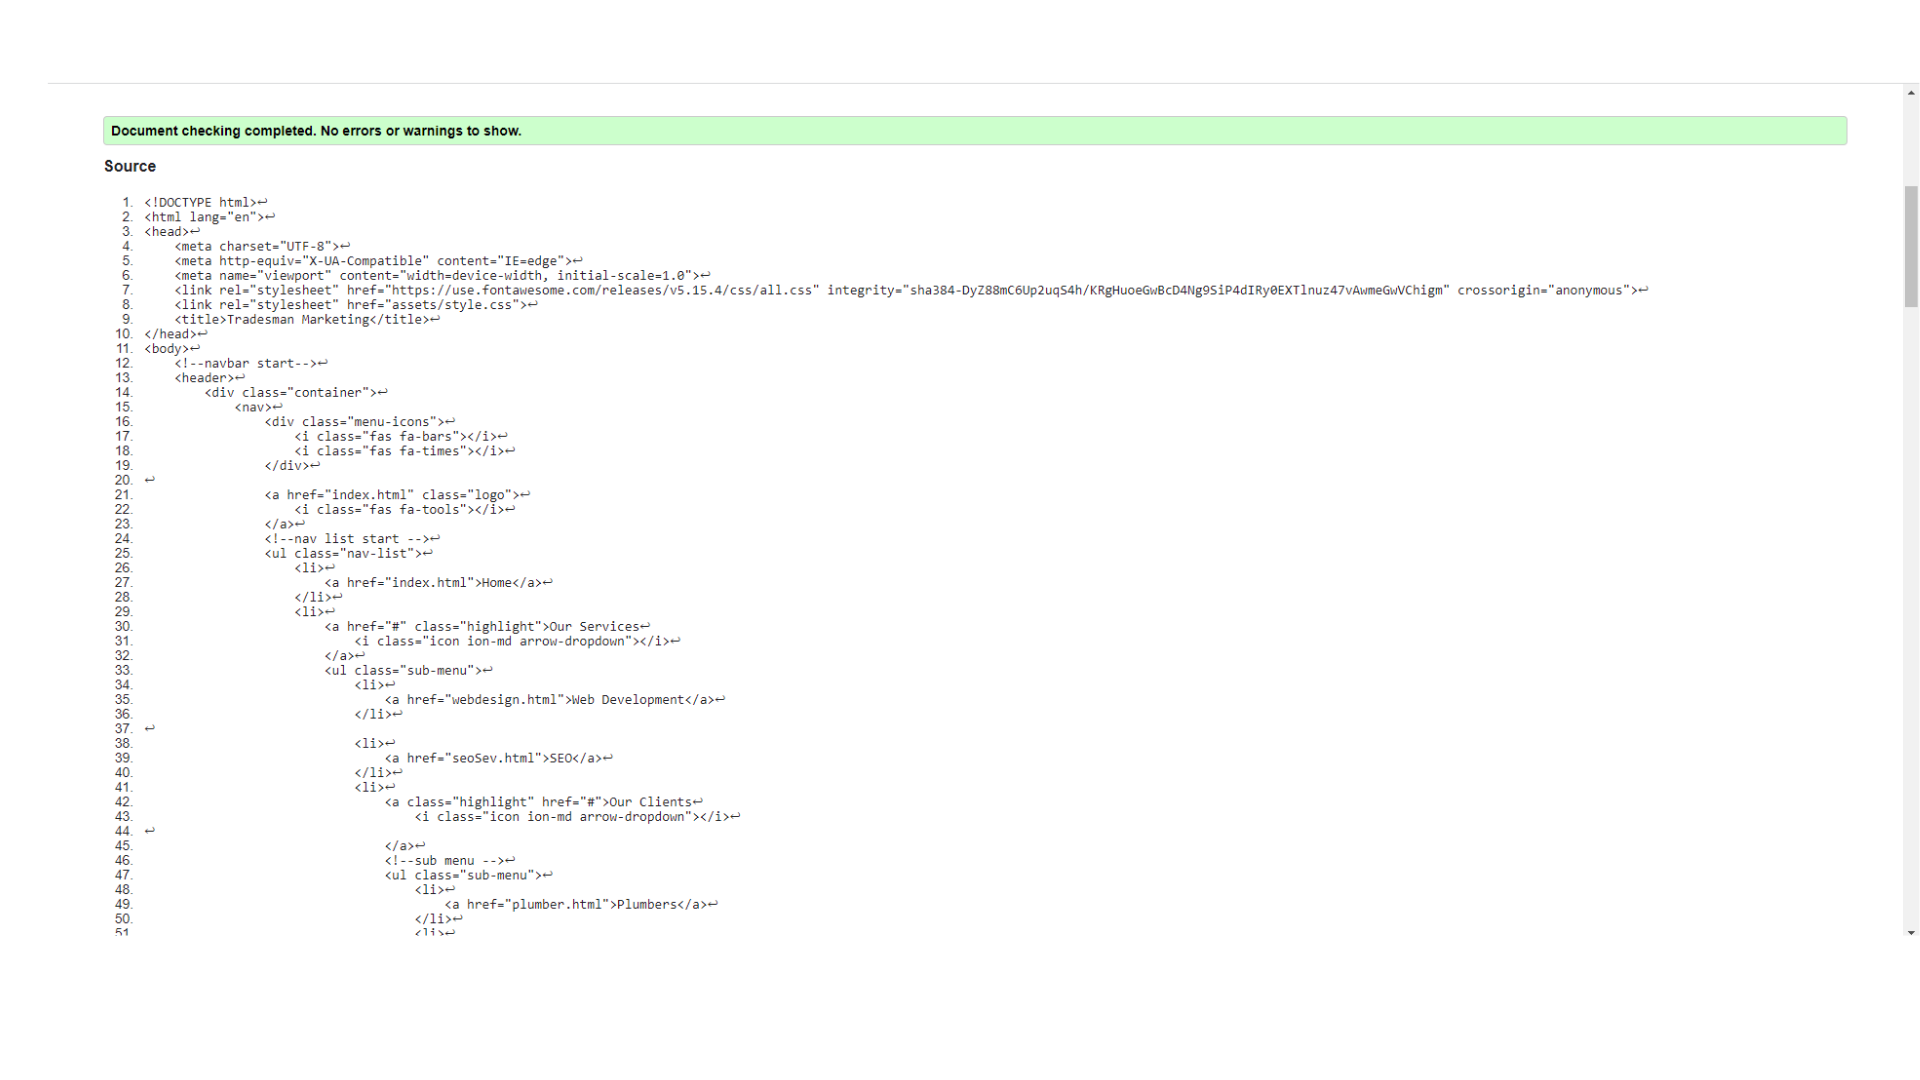 Document checking completed. No errors or warnings to show.
Source
1. <!DOCTYPE html>↩
2. <html lang="en">↩
3. <head>↩
4.     <meta charset="UTF-8">↩
5.     <meta http-equiv="X-UA-Compatible" content="IE=edge">↩
6.     <meta name="viewport" content="width=device-width, initial-scale=1.0">↩
7.     <link rel="stylesheet" href="https://use.fontawesome.com/releases/v5.15.4/css/all.css" integrity="sha384-DyZ88mC6Up2uqS4h/KRgHuoeGwBcD4Ng9SiP4dIRy0EXTlnuz47vAwmeGwVChigm" crossorigin="anonymous">↩
8.     <link rel="stylesheet" href="assets/style.css">↩
9.     <title>Tradesman Marketing</title>↩
10. </head>↩
11. <body>↩
12.     <!--navbar start-->↩
13.     <header>↩
14.         <div class="container">↩
15.             <nav>↩
16.                 <div class="menu-icons">↩
17.                     <i class="fas fa-bars"></i>↩
18.                     <i class="fas fa-times"></i>↩
19.                 </div>↩
20. ↩
21.                 <a href="index.html" class="logo">↩
22.                     <i class="fas fa-tools"></i>↩
23.                 </a>↩
24.                 <!--nav list start -->↩
25.                 <ul class="nav-list">↩
26.                     <li>↩
27.                         <a href="index.html">Home</a>↩
28.                     </li>↩
29.                     <li>↩
30.                         <a href="#" class="highlight">Our Services↩
31.                             <i class="icon ion-md arrow-dropdown"></i>↩
32.                         </a>↩
33.                         <ul class="sub-menu">↩
34.                             <li>↩
35.                                 <a href="webdesign.html">Web Development</a>↩
36.                             </li>↩
37. ↩
38.                             <li>↩
39.                                 <a href="seoSev.html">SEO</a>↩
40.                             </li>↩
41.                             <li>↩
42.                                 <a class="highlight" href="#">Our Clients↩
43.                                     <i class="icon ion-md arrow-dropdown"></i>↩
44. ↩
45.                                 </a>↩
46.                                 <!--sub menu -->↩
47.                                 <ul class="sub-menu">↩
48.                                     <li>↩
49.                                         <a href="plumber.html">Plumbers</a>↩
50.                                     </li>↩
51.                                     <li>↩